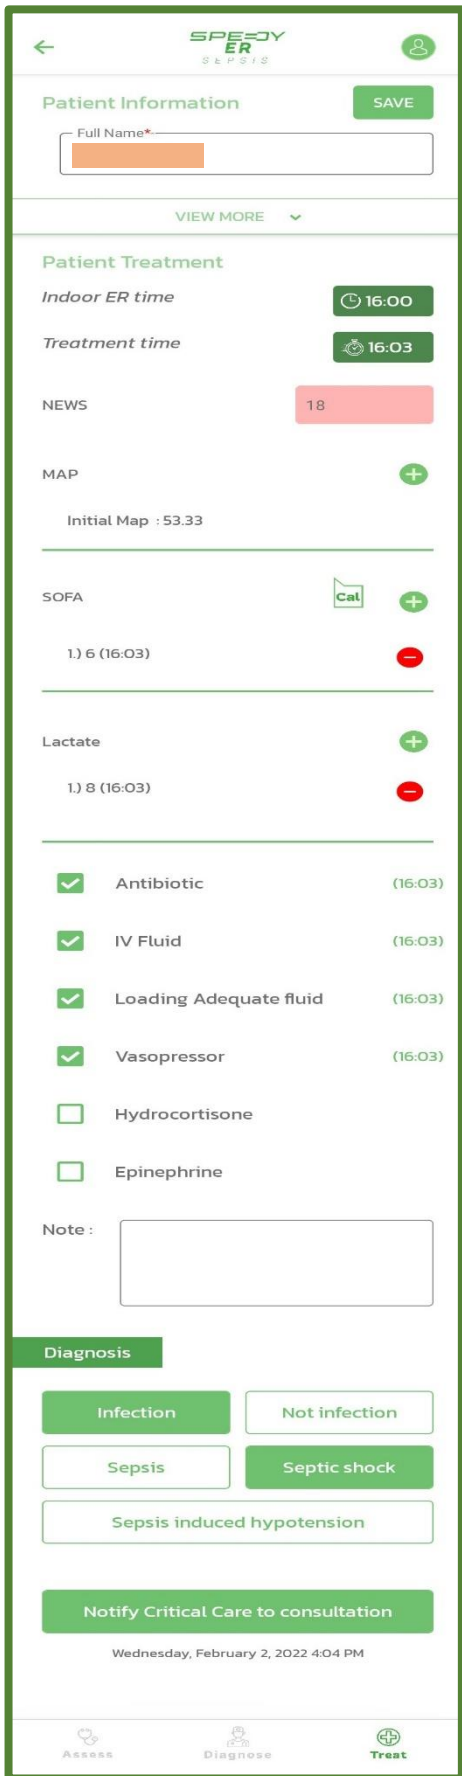 SPEEDY
ER
SEPSIS
Patient Information
SAVE
Full Name*
VIEW MORE
Patient Treatment
Indoor ER time
16:00
Treatment time
16:03
NEWS
18
MAP
Initial Map : 53.33
SOFA
Cal
1.) 6 (16:03)
Lactate
1.) 8 (16:03)
Antibiotic (16:03)
IV Fluid (16:03)
Loading Adequate fluid (16:03)
Vasopressor (16:03)
Hydrocortisone
Epinephrine
Note :
Diagnosis
Infection
Not infection
Sepsis
Septic shock
Sepsis induced hypotension
Notify Critical Care to consultation
Wednesday, February 2, 2022 4:04 PM
Assess
Diagnose
Treat